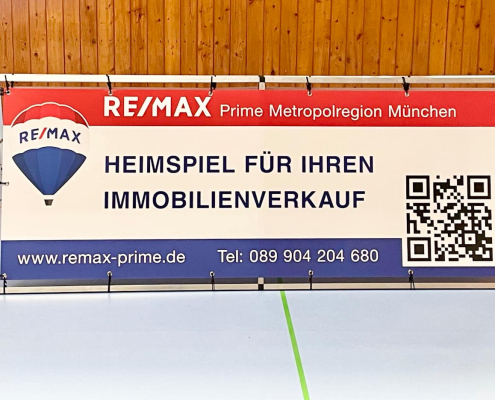 RE/MAX Prime Metropolregion München
RE/MAX
HEIMSPIEL FÜR IHREN
IMMOBILIENVERKAUF
www.remax-prime.de Tel: 089 904 204 680